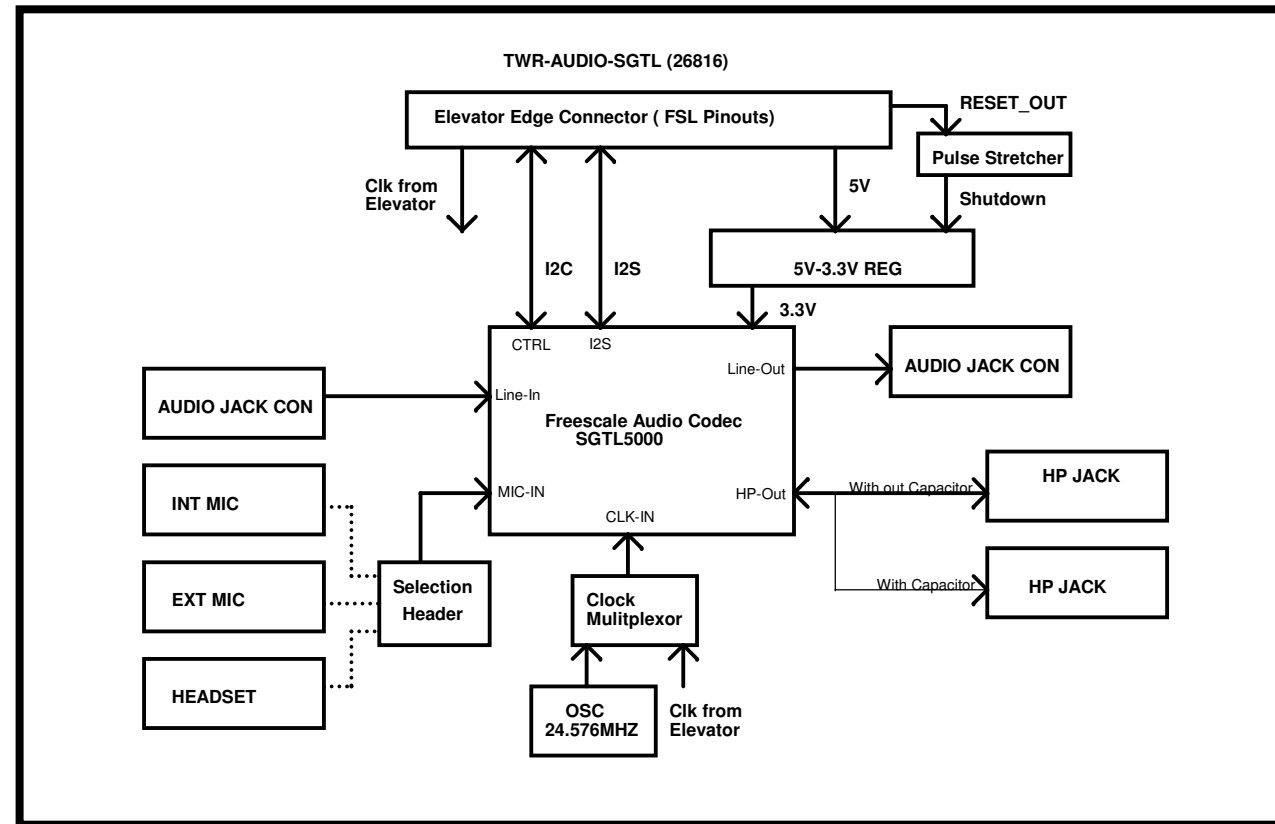 TWR-AUDIO-SGTL (26816)
Elevator Edge Connector ( FSL Pinouts)
RESET_OUT
Pulse Stretcher
Clk from
Elevator
5V
Shutdown
I2C
I2S
5V-3.3V REG
3.3V
CTRL
I2S
Line-Out
AUDIO JACK CON
AUDIO JACK CON
Line-In
Freescale Audio Codec
SGTL5000
INT MIC
MIC-IN
HP-Out
With out Capacitor
HP JACK
CLK-IN
EXT MIC
Selection
Header
Clock
Mulitplexor
With Capacitor
HP JACK
HEADSET
OSC
24.576MHZ
Clk from
Elevator